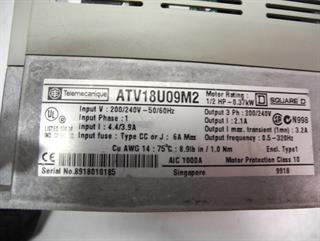 Telemecanique ATV18U09M2 Motor Rating : 1/2 HP-0.37kW SQUARE D
Input V : 200/240V~50/60Hz
Input Phase : 1
Input I : 4.4/3.9A
Input fuse : Type CC or J : 6A Max
Output 3 Ph : 200/240V
Output I : 2.1A
Output I max. transient (1mn) : 3.2A
Output frequency : 0.5-320Hz
N998
UL
LISTED
Cu AWG 14 : 75°C : 8.9lb in / 1.0 Nm
Encl. Type1
AIC 1000A
Motor Protection Class 10
Serial.8918010185
Singapore
9918